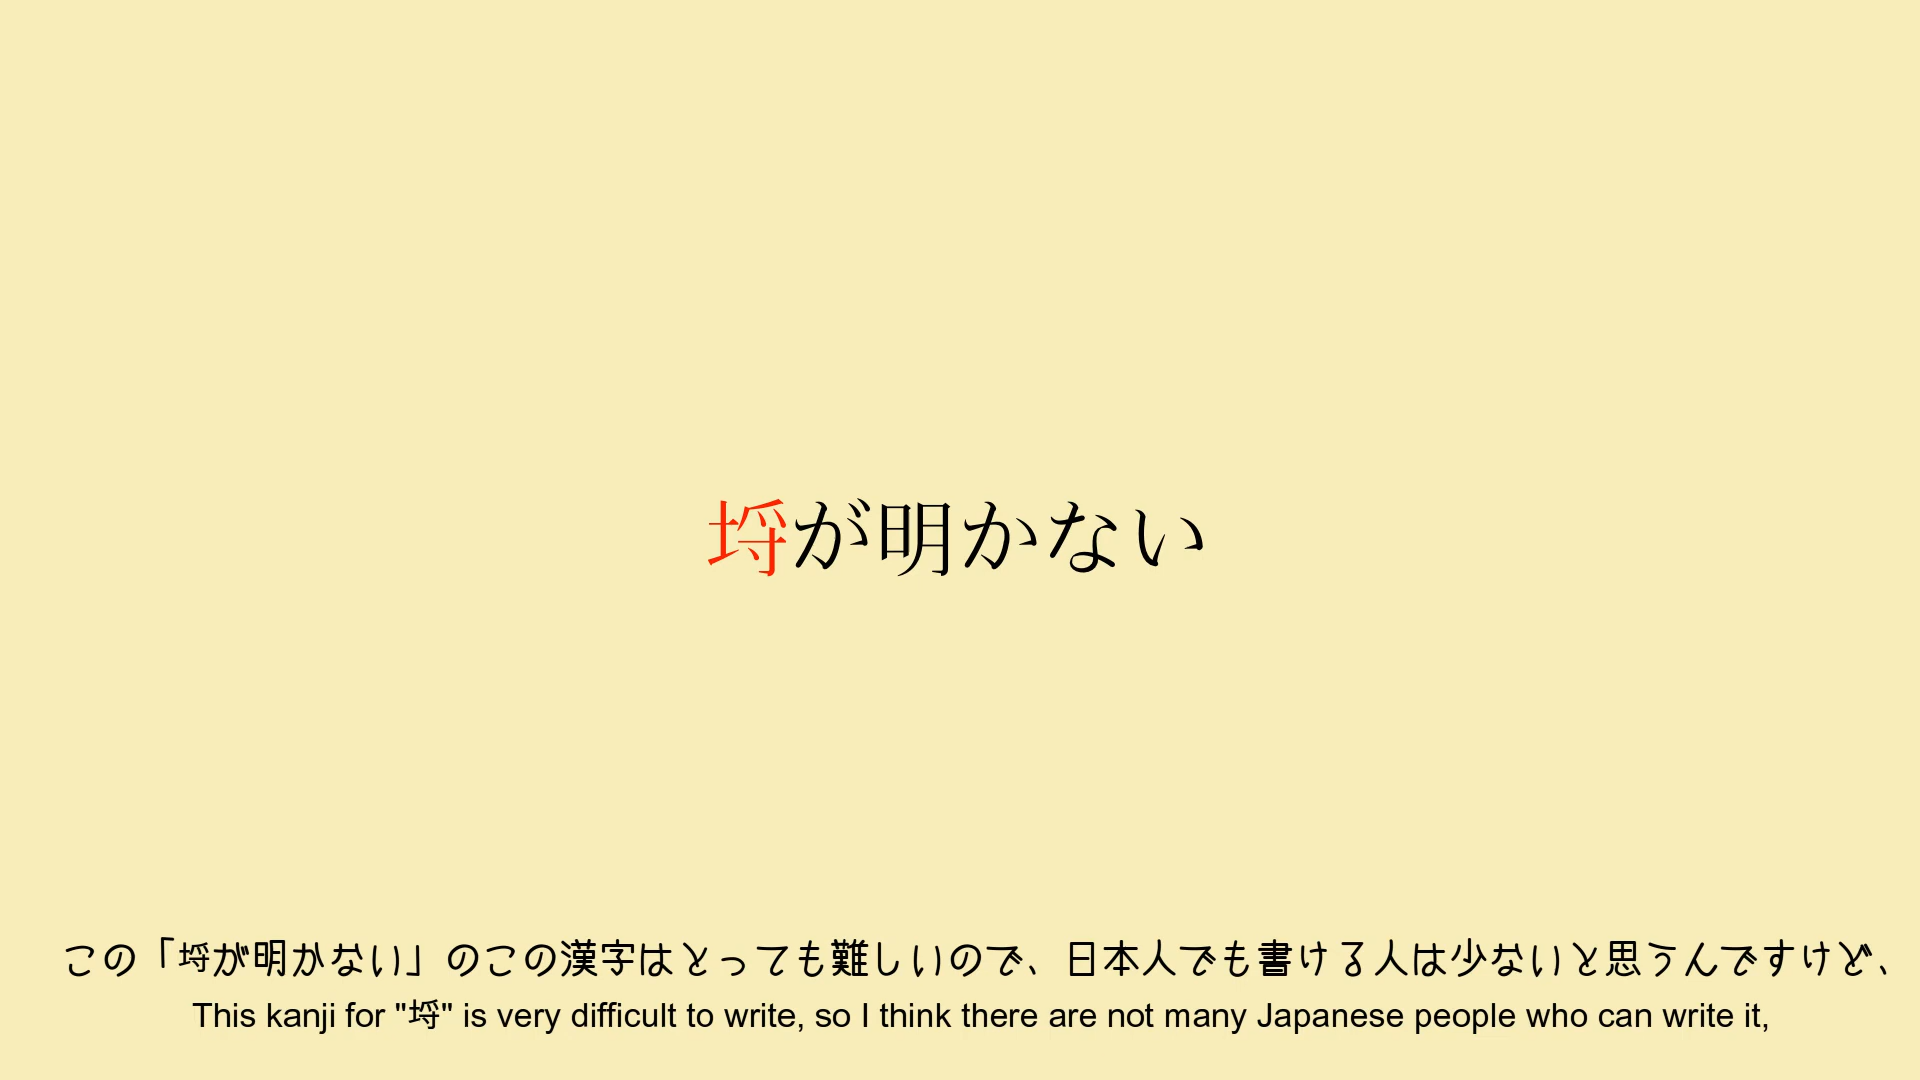 埒が明かない
この「埒が明かない」のこの漢字はとっても難しいので、日本人でも書ける人は少ないと思うんですけど、
This kanji for "埒" is very difficult to write, so I think there are not many Japanese people who can write it,